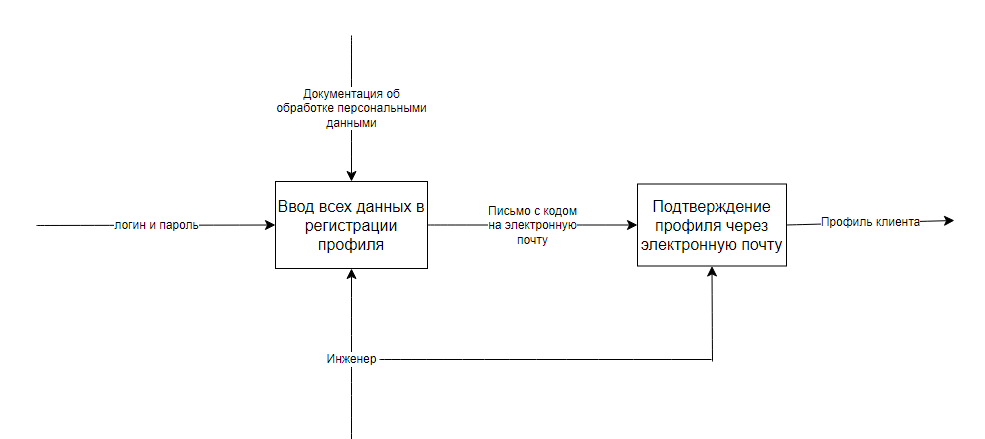 Документация об
обработке персональными
данными
логин и пароль
Ввод всех данных в
регистрации
профиля
Письмо с кодом
на электронную
почту
Подтверждение
профиля через
электронную почту
Профиль клиента
Инженер